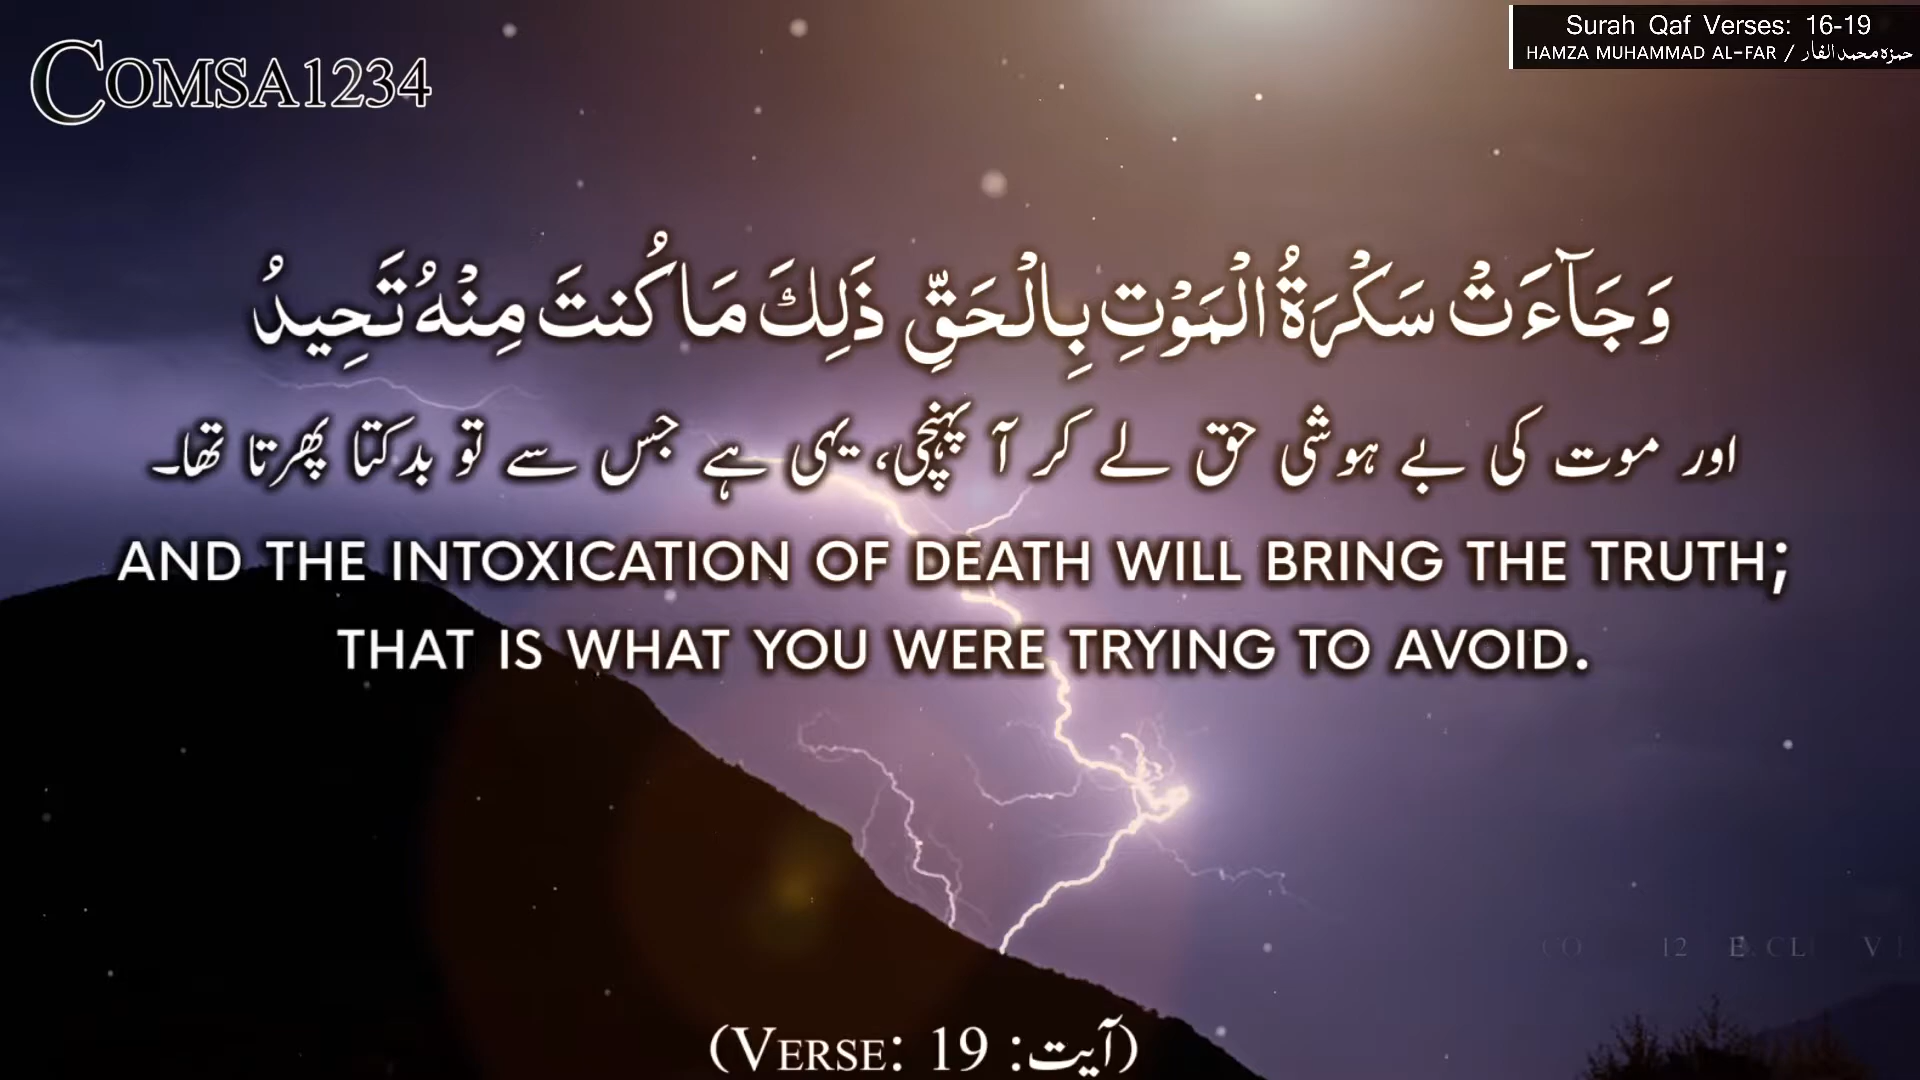 COMSA1234
Surah Qaf Verses: 16-19
HAMZA MUHAMMAD AL-FAR / حمزہ محمد الفار
وَجَآءَتْ سَكْرَةُ الْمَوْتِ بِالْحَقِّ ذَلِكَ مَا كُنتَ مِنْهُ تَحِيدُ
اور موت کی بے ہوشی حق لے کر آ پہنچی، یہی ہے جس سے تو بدکتا پھرتا تھا۔
AND THE INTOXICATION OF DEATH WILL BRING THE TRUTH;
THAT IS WHAT YOU WERE TRYING TO AVOID.
(VERSE: 19 :آیت)